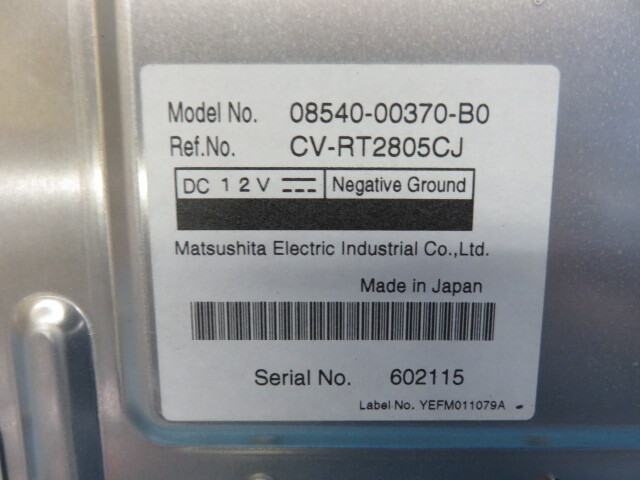 Model No. 08540-00370-B0
Ref.No. CV-RT2805CJ
DC 12V Negative Ground
Matsushita Electric Industrial Co.,Ltd.
Made in Japan
Serial No. 602115
Label No. YEFM011079A